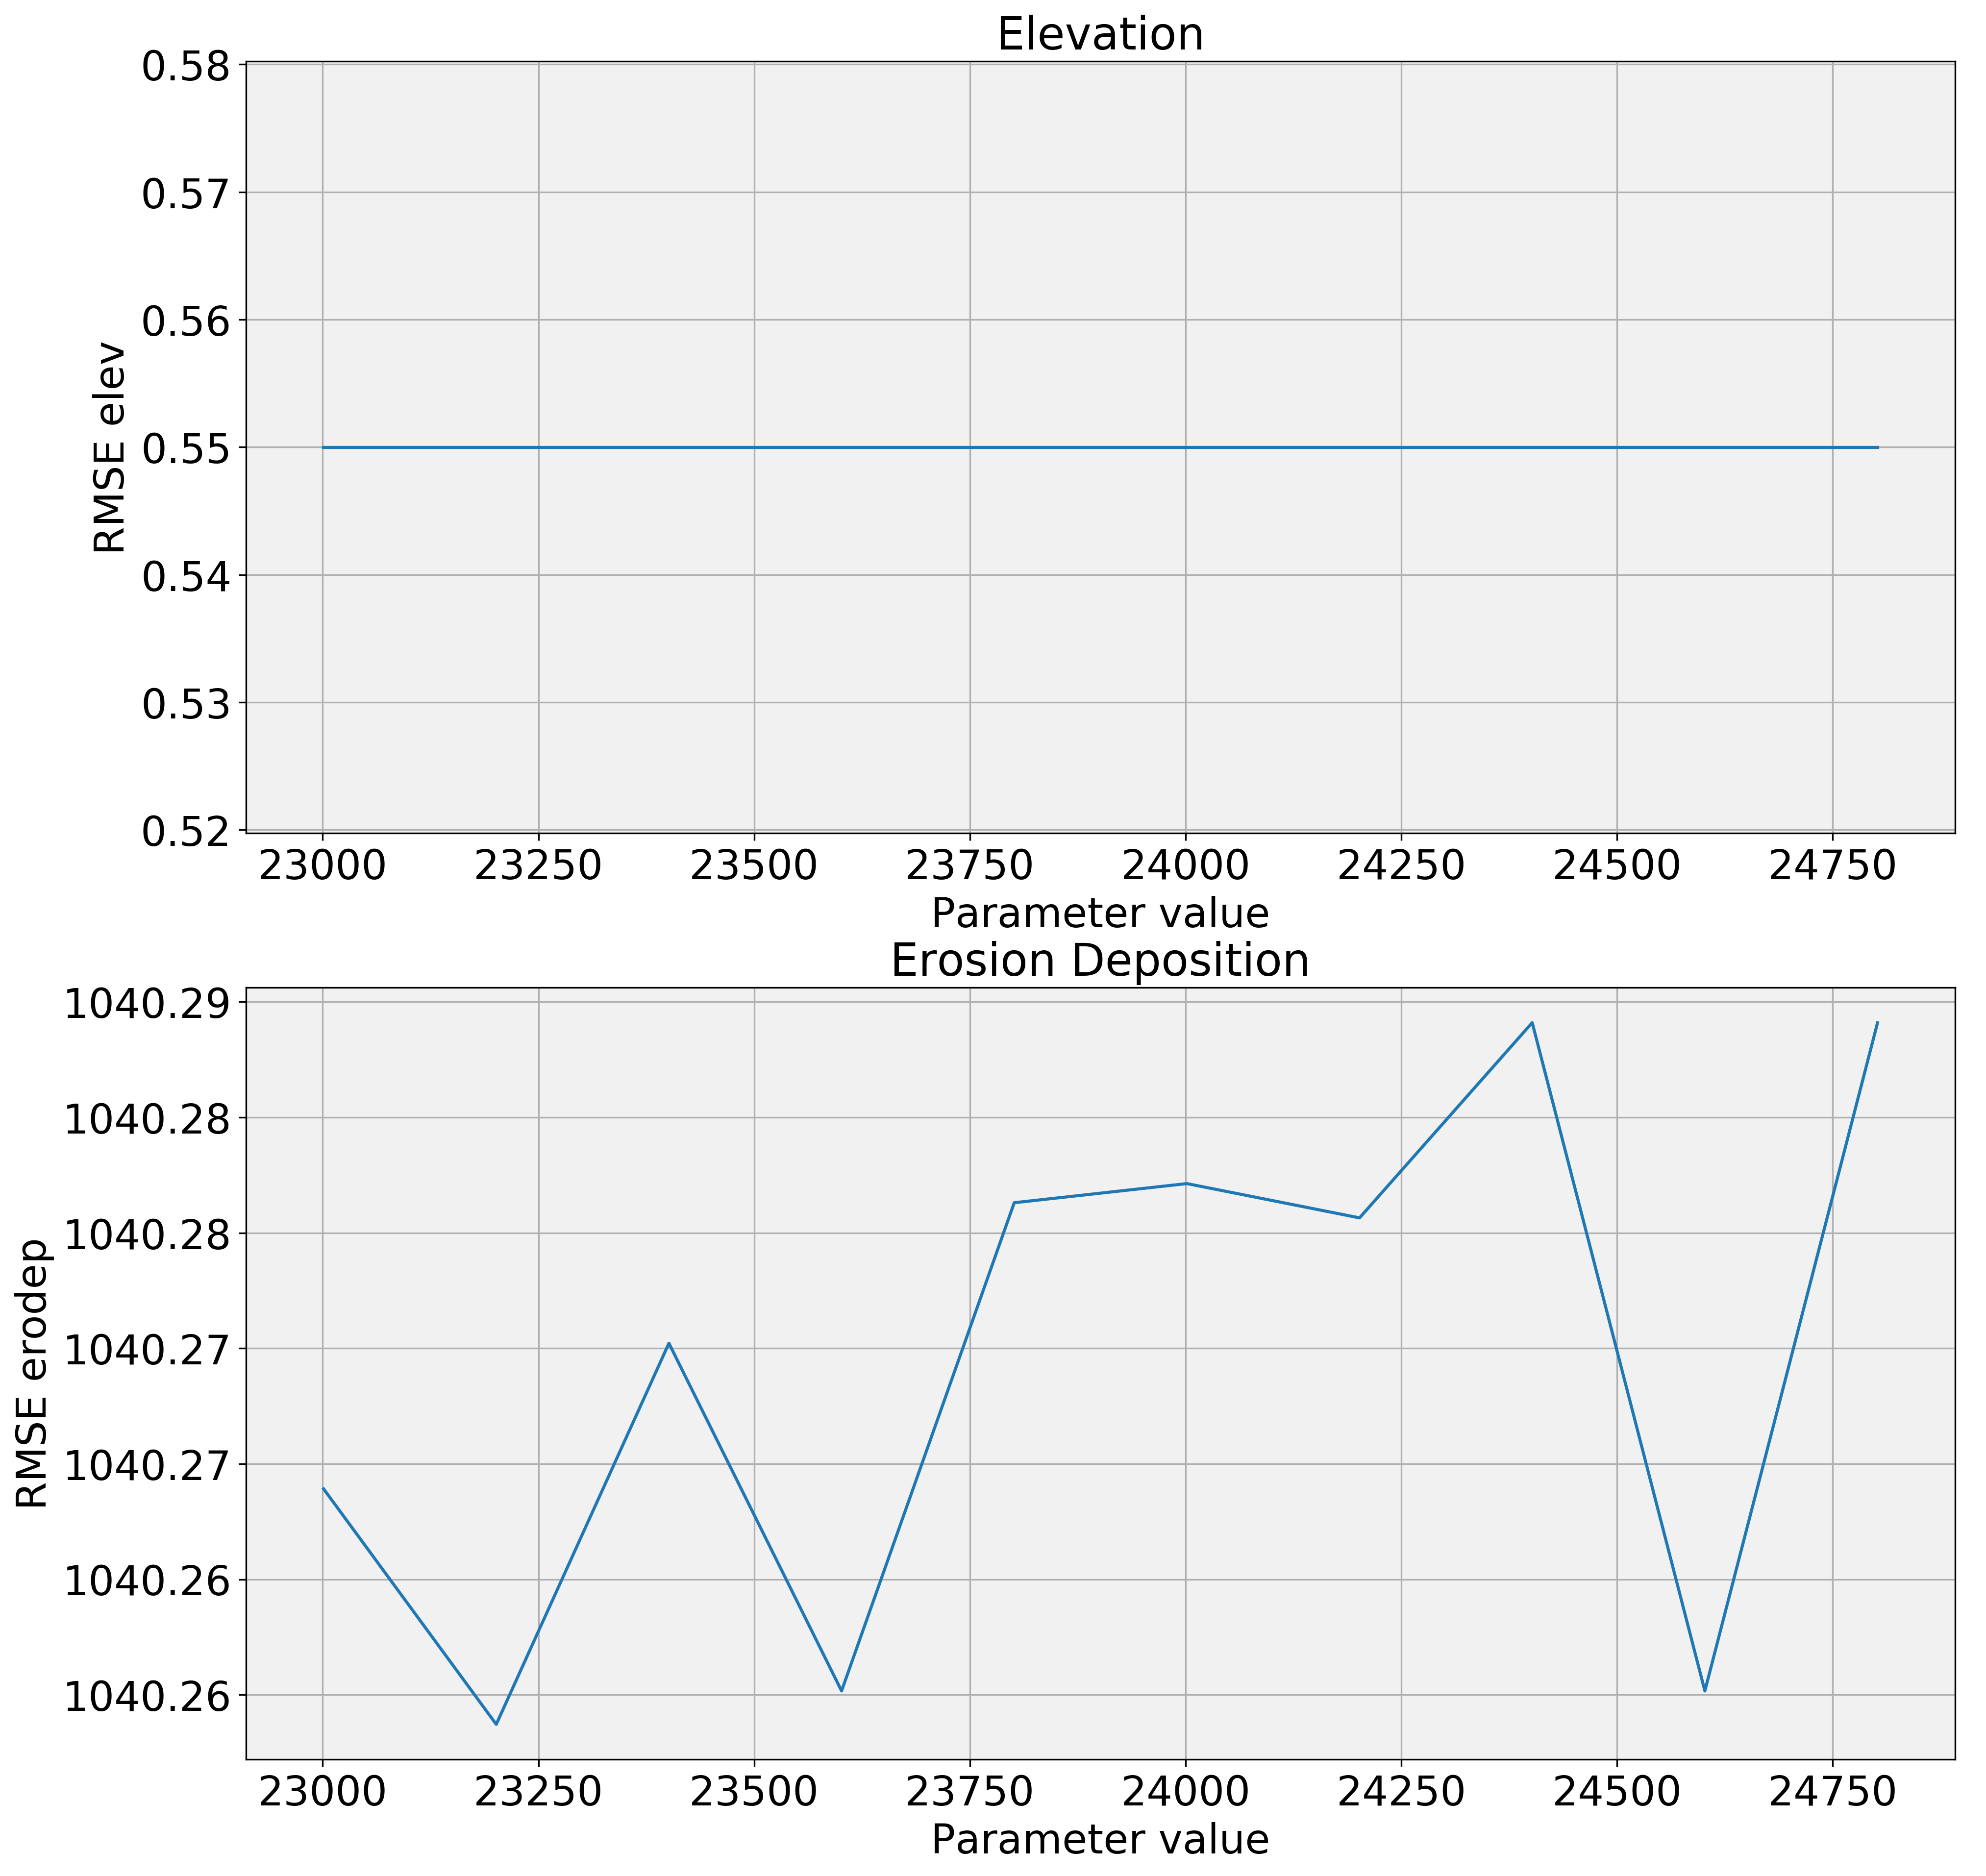 Elevation
0.58
0.57
0.56
0.55
0.54
0.53
0.52
RMSE elev
23000 23250 23500 23750 24000 24250 24500 24750
Parameter value
Erosion Deposition
1040.29
1040.28
1040.28
1040.27
1040.27
1040.26
1040.26
RMSE erodep
23000 23250 23500 23750 24000 24250 24500 24750
Parameter value